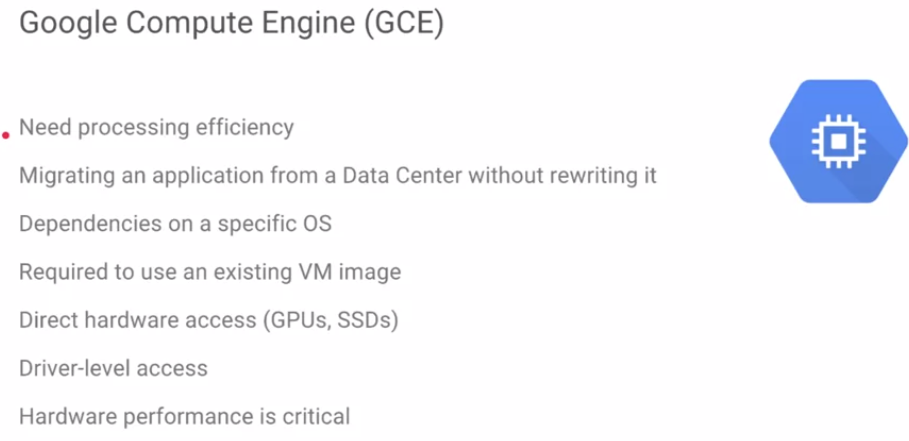 Google Compute Engine (GCE)
Need processing efficiency
Migrating an application from a Data Center without rewriting it
Dependencies on a specific OS
Required to use an existing VM image
Direct hardware access (GPUs, SSDs)
Driver-level access
Hardware performance is critical